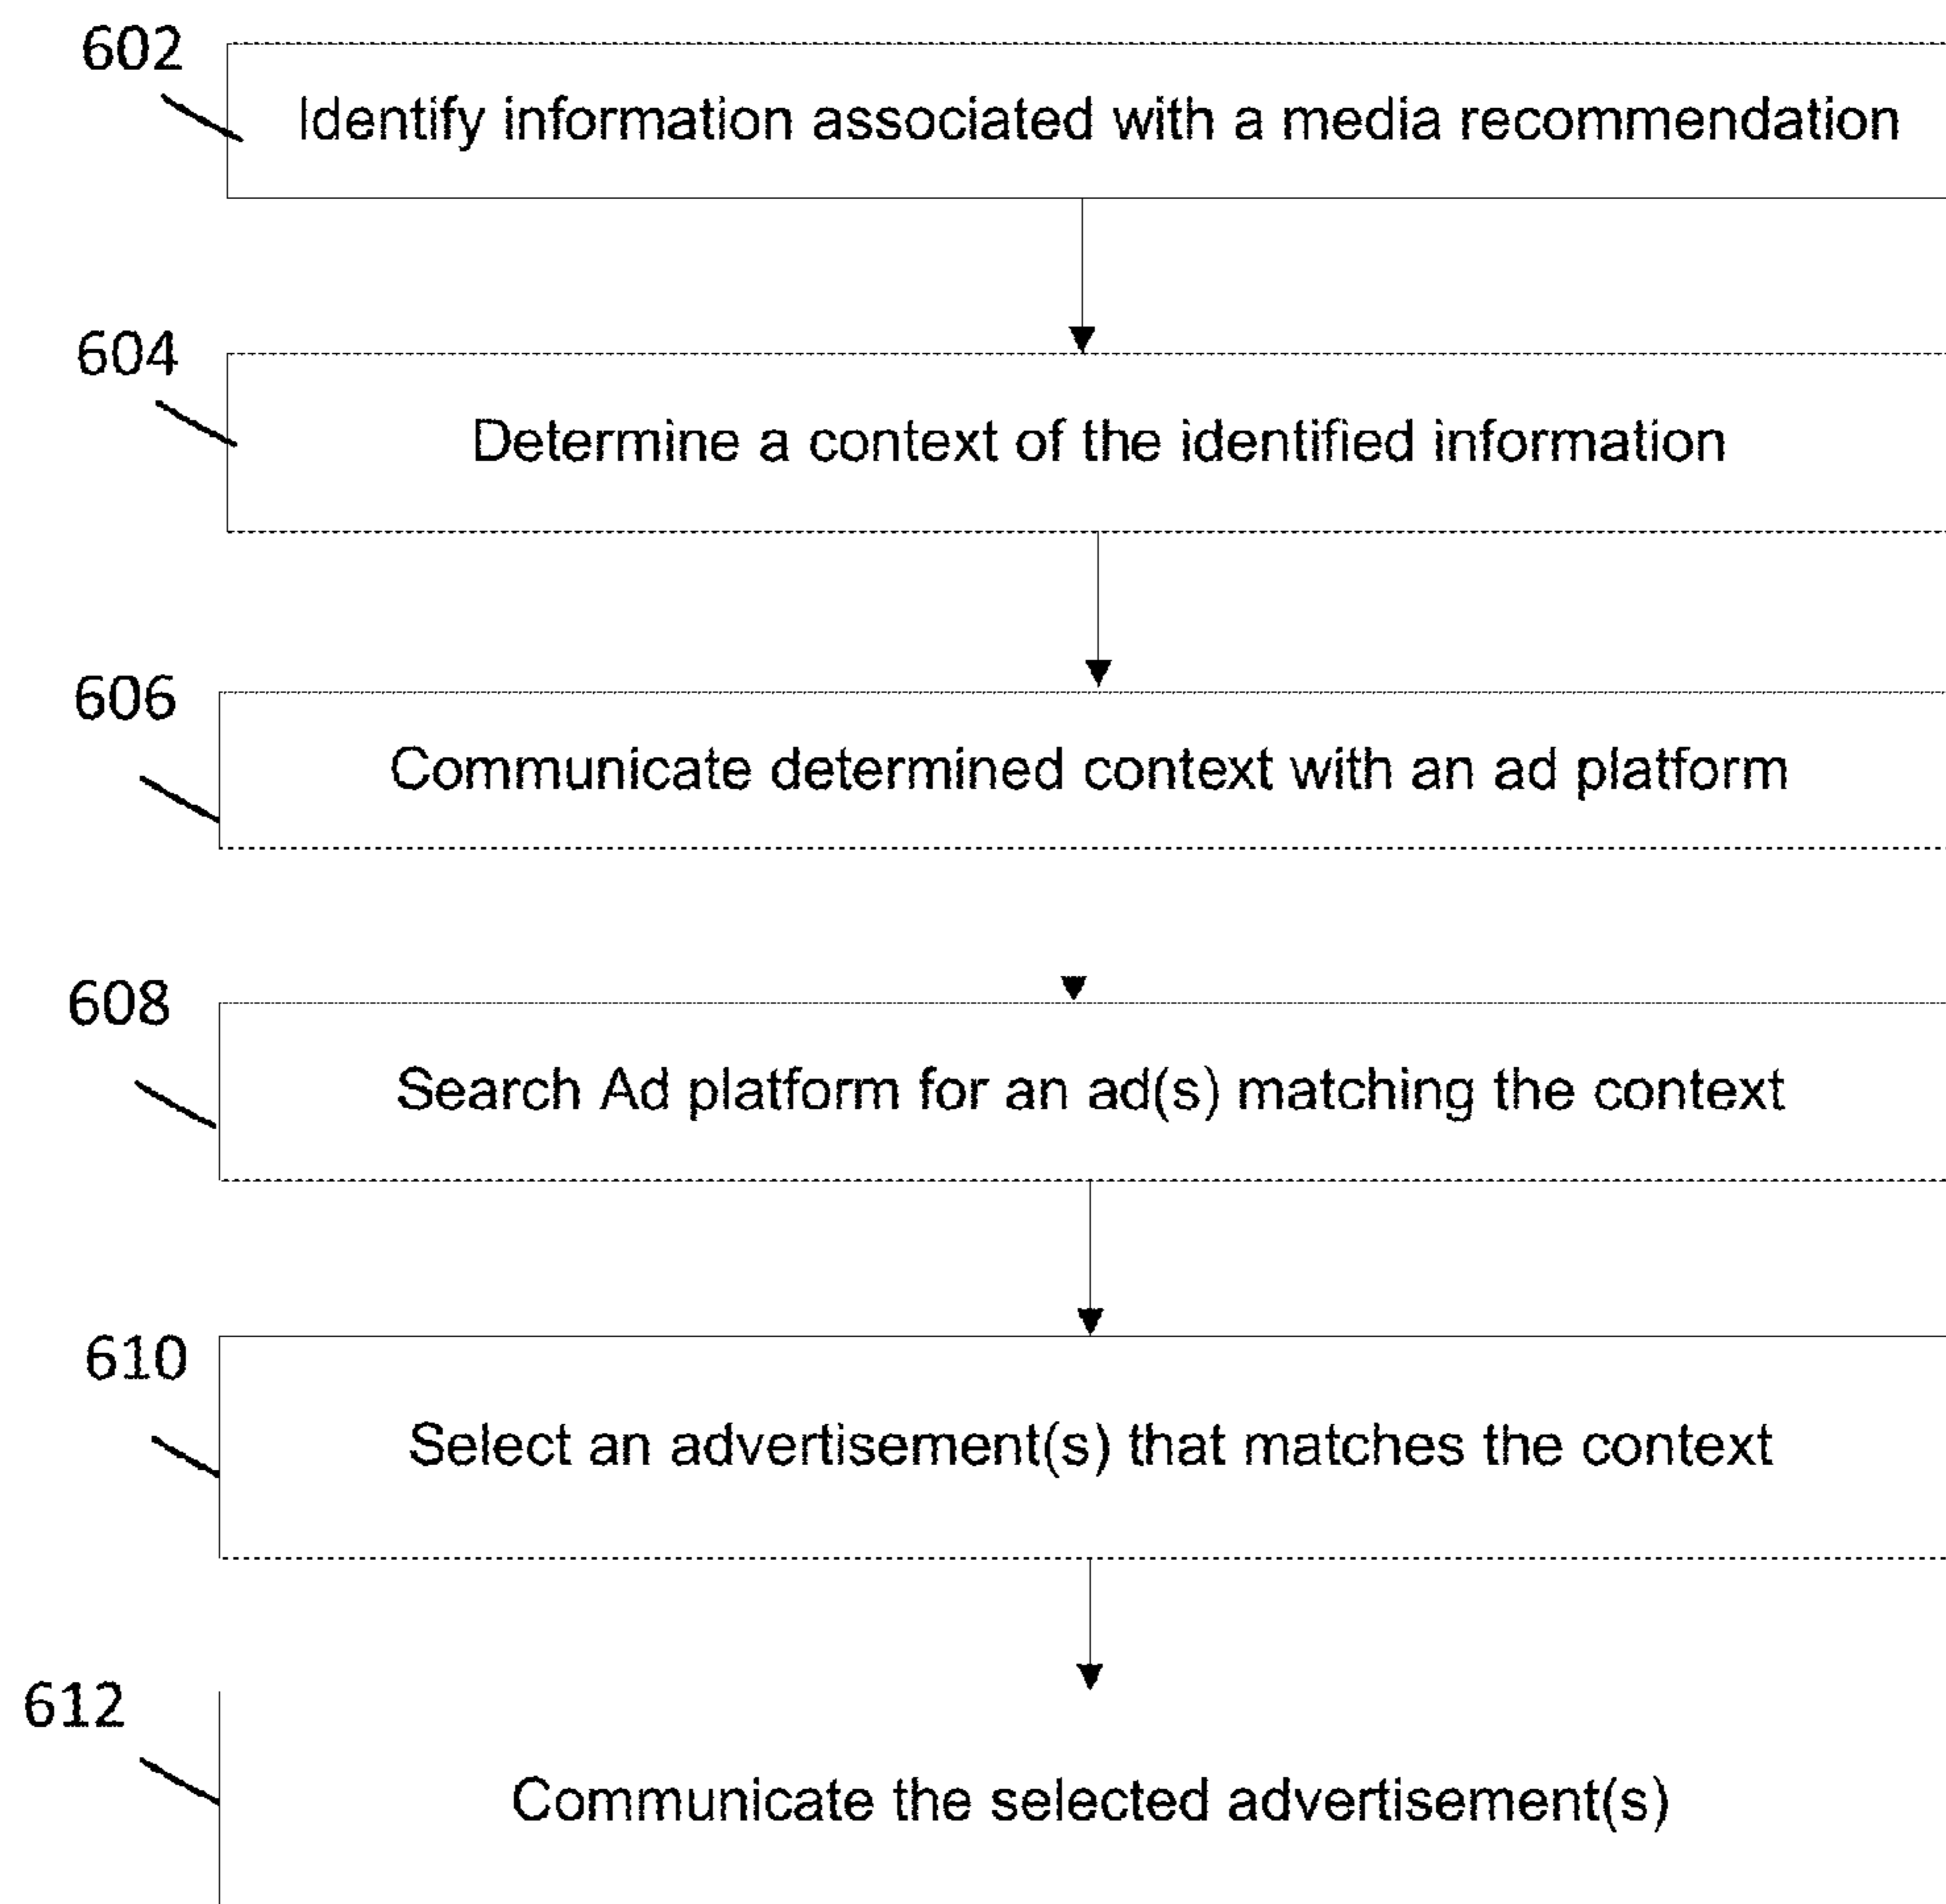 602
Identify information associated with a media recommendation
604
Determine a context of the identified information
606
Communicate determined context with an ad platform
608
Search Ad platform for an ad(s) matching the context
610
Select an advertisement(s) that matches the context
612
Communicate the selected advertisement(s)